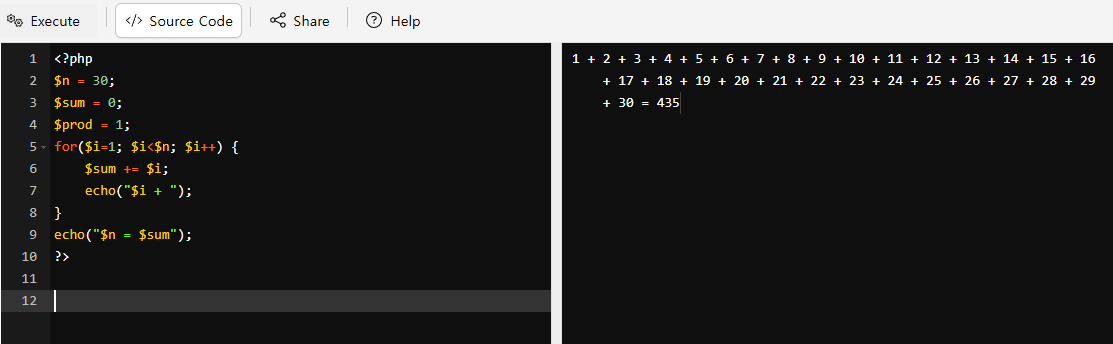 Execute </> Source Code Share ? Help
1 <?php
2 $n = 30;
3 $sum = 0;
4 $prod = 1;
5 for($i=1; $i<$n; $i++) {
6     $sum += $i;
7     echo("$i + ");
8 }
9 echo("$n = $sum");
10 ?>
11
12
1 + 2 + 3 + 4 + 5 + 6 + 7 + 8 + 9 + 10 + 11 + 12 + 13 + 14 + 15 + 16
    + 17 + 18 + 19 + 20 + 21 + 22 + 23 + 24 + 25 + 26 + 27 + 28 + 29
    + 30 = 435